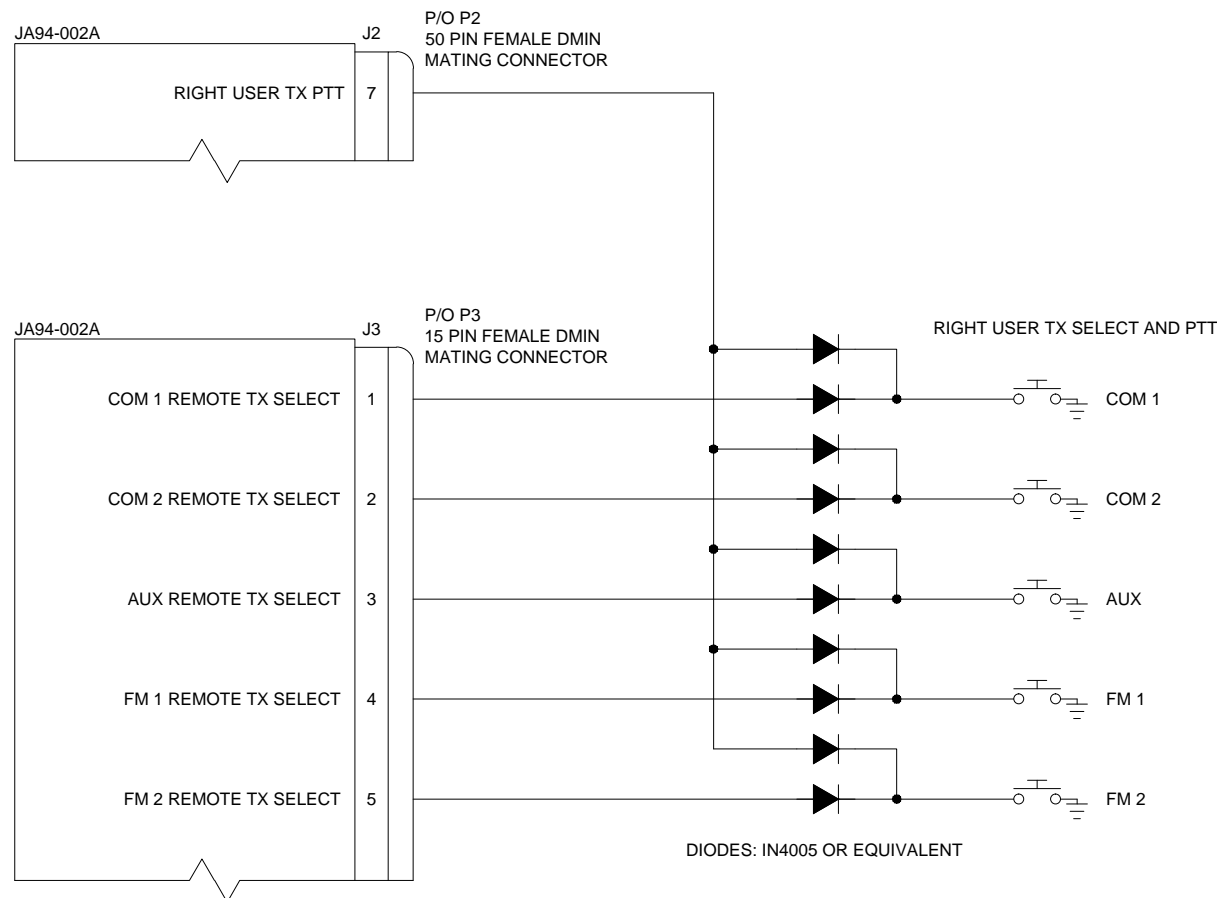 JA94-002A
J2
P/O P2
50 PIN FEMALE DMIN
MATING CONNECTOR
RIGHT USER TX PTT
7
JA94-002A
J3
P/O P3
15 PIN FEMALE DMIN
MATING CONNECTOR
RIGHT USER TX SELECT AND PTT
COM 1 REMOTE TX SELECT
1
COM 1
COM 2 REMOTE TX SELECT
2
COM 2
AUX REMOTE TX SELECT
3
AUX
FM 1 REMOTE TX SELECT
4
FM 1
FM 2 REMOTE TX SELECT
5
FM 2
DIODES: IN4005 OR EQUIVALENT